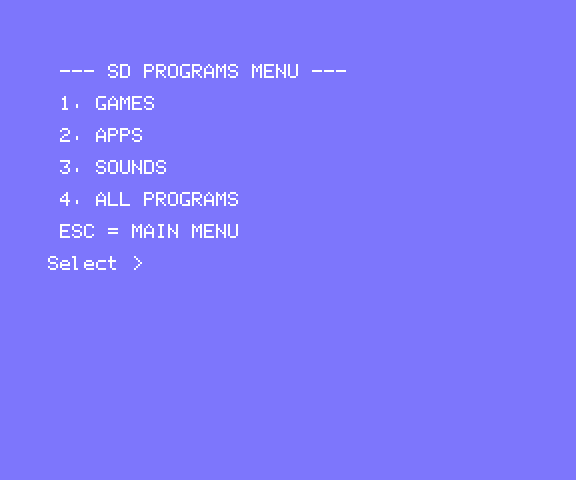 --- SD PROGRAMS MENU ---
1. GAMES
2. APPS
3. SOUNDS
4. ALL PROGRAMS
ESC = MAIN MENU
Select >